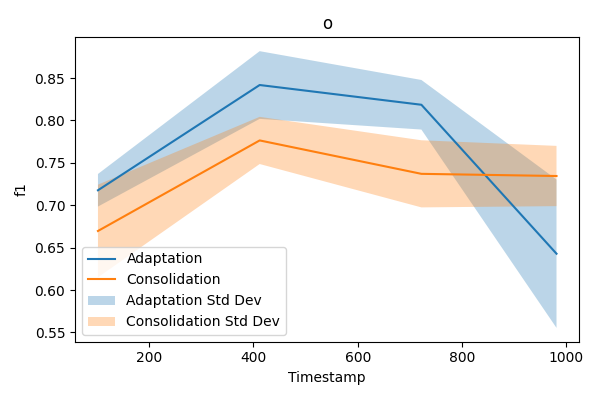 o
f1
0.85
0.80
0.75
0.70
0.65
0.60
0.55
Adaptation
Consolidation
Adaptation Std Dev
Consolidation Std Dev
200
400
600
800
1000
Timestamp